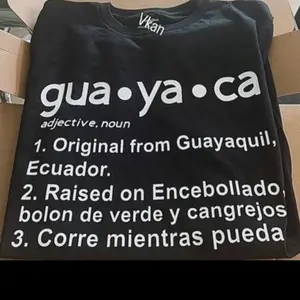 Vkan
gua•ya•ca
adjective, noun
1. Original from Guayaquil,
Ecuador.
2. Raised on Encebollado,
bolon de verde y cangrejos
3. Corre mientras pueda